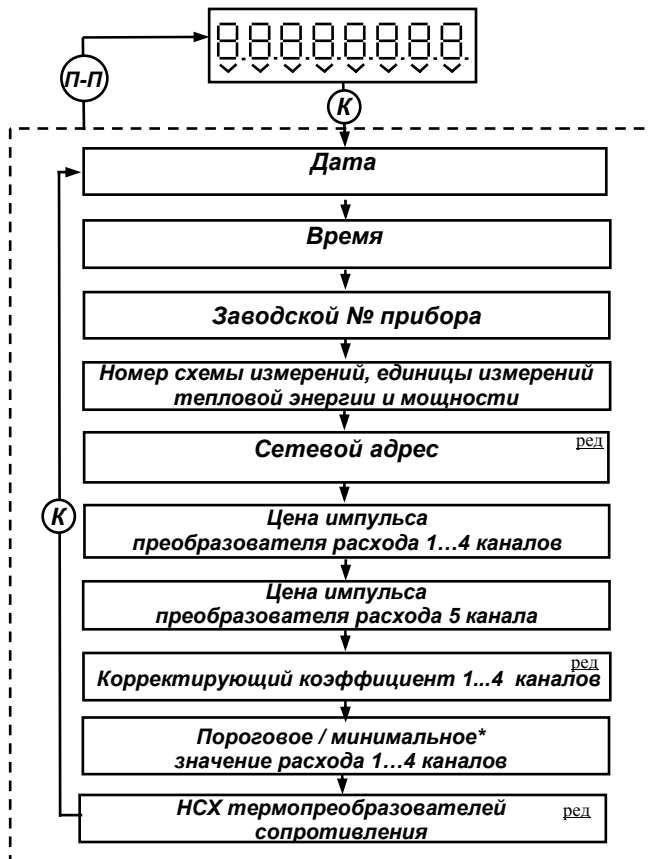 П-П
К
Дата
Время
Заводской № прибора
Номер схемы измерений, единицы измерений
тепловой энергии и мощности
Сетевой адрес
ред
К
Цена импульса
преобразователя расхода 1...4 каналов
Цена импульса
преобразователя расхода 5 канала
ред
Корректирующий коэффициент 1...4 каналов
Пороговое / минимальное*
значение расхода 1...4 каналов
НСХ термопреобразователей
сопротивления
ред